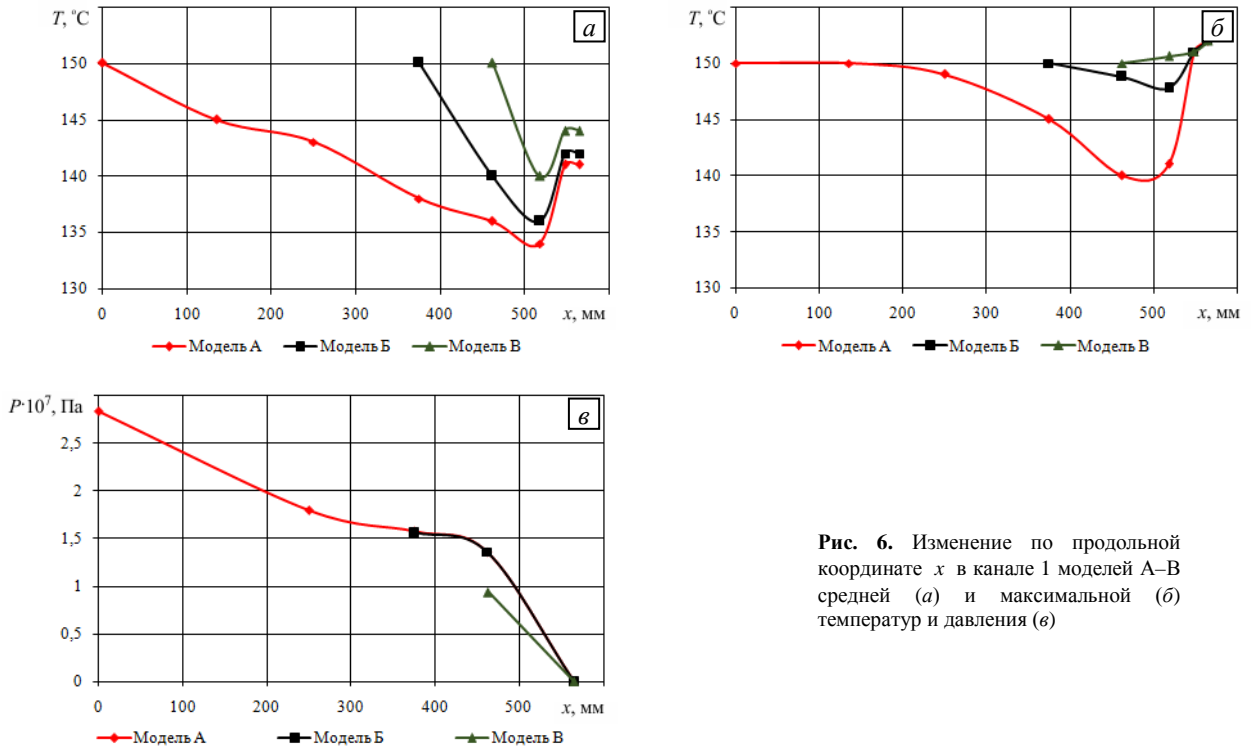 T, °C
а
150
145
140
135
130
0
100
200
300
400
500
x, мм
Модель А
Модель Б
Модель В
T, °C
б
150
145
140
135
130
0
100
200
300
400
500
x, мм
Модель А
Модель Б
Модель В
P·10⁷, Па
в
2,5
2
1,5
1
0,5
0
0
100
200
300
400
500
x, мм
Модель А
Модель Б
Модель В
Рис. 6. Изменение по продольной
координате x в канале 1 моделей А–В
средней (а) и максимальной (б)
температур и давления (в)